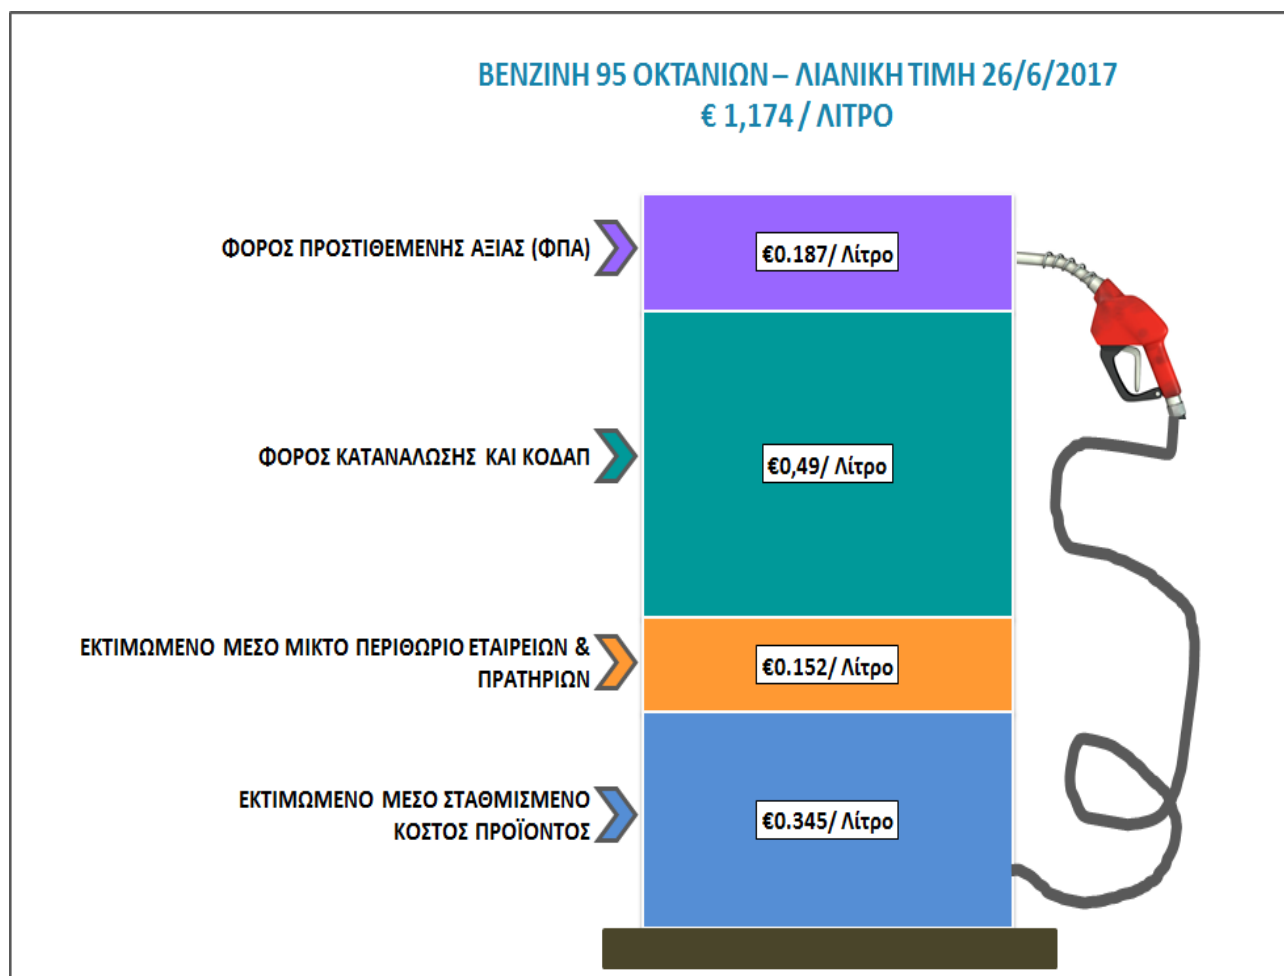 ΒΕΝΖΙΝΗ 95 ΟΚΤΑΝΙΩΝ – ΛΙΑΝΙΚΗ ΤΙΜΗ 26/6/2017
€ 1,174 / ΛΙΤΡΟ
ΦΟΡΟΣ ΠΡΟΣΤΙΘΕΜΕΝΗΣ ΑΞΙΑΣ (ΦΠΑ)
€0.187/ Λίτρο
ΦΟΡΟΣ ΚΑΤΑΝΑΛΩΣΗΣ ΚΑΙ ΚΟΔΑΠ
€0,49/ Λίτρο
ΕΚΤΙΜΩΜΕΝΟ ΜΕΣΟ ΜΙΚΤΟ ΠΕΡΙΘΩΡΙΟ ΕΤΑΙΡΕΙΩΝ &
ΠΡΑΤΗΡΙΩΝ
€0.152/ Λίτρο
ΕΚΤΙΜΩΜΕΝΟ ΜΕΣΟ ΣΤΑΘΜΙΣΜΕΝΟ
ΚΟΣΤΟΣ ΠΡΟΪΟΝΤΟΣ
€0.345/ Λίτρο